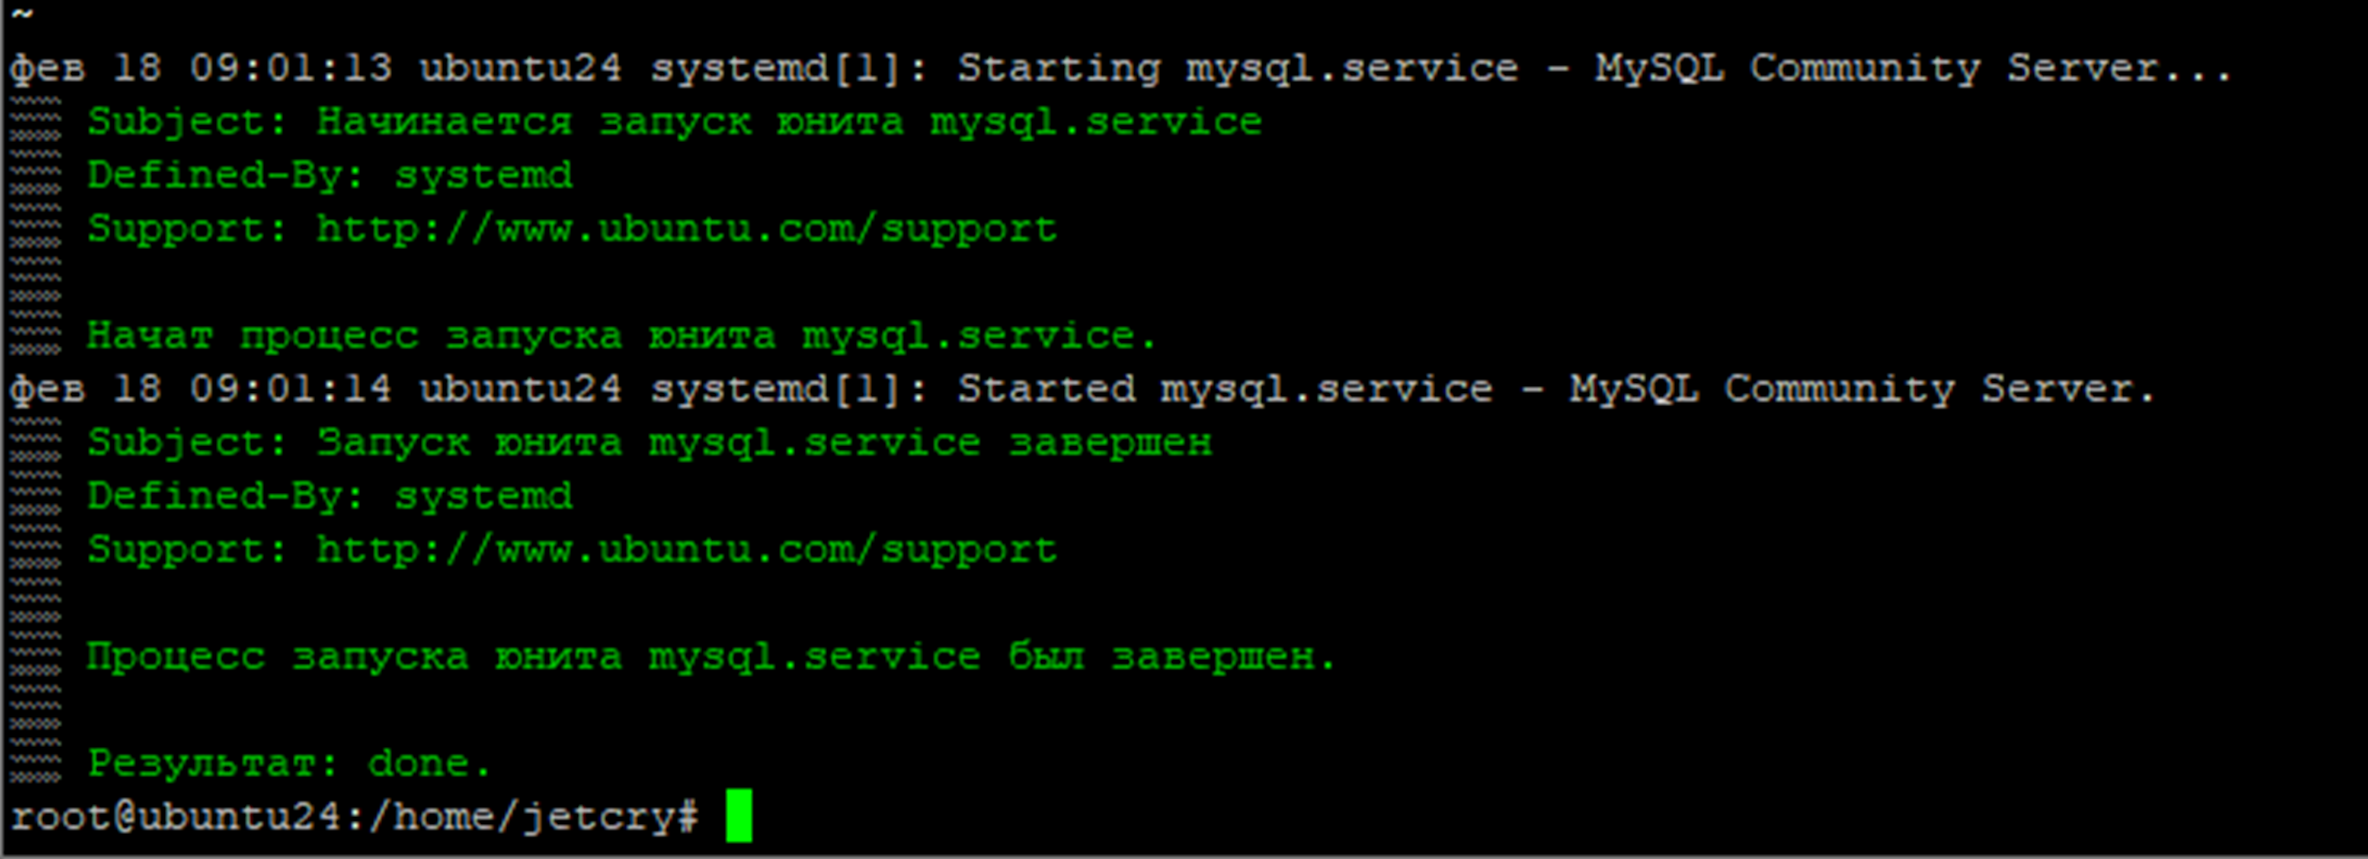 ~
фев 18 09:01:13 ubuntu24 systemd[1]: Starting mysql.service - MySQL Community Server...
Subject: Начинается запуск юнита mysql.service
Defined-By: systemd
Support: http://www.ubuntu.com/support
Начат процесс запуска юнита mysql.service.
фев 18 09:01:14 ubuntu24 systemd[1]: Started mysql.service - MySQL Community Server.
Subject: Запуск юнита mysql.service завершен
Defined-By: systemd
Support: http://www.ubuntu.com/support
Процесс запуска юнита mysql.service был завершен.
Результат: done.
root@ubuntu24:/home/jetcry#